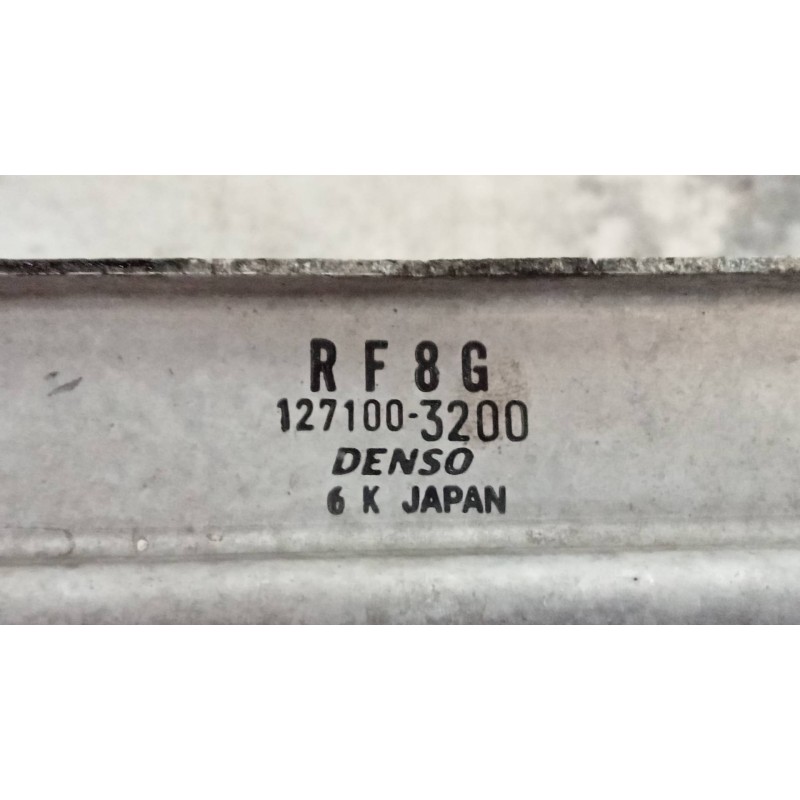 RF8G
127100-3200
DENSO
6 K JAPAN